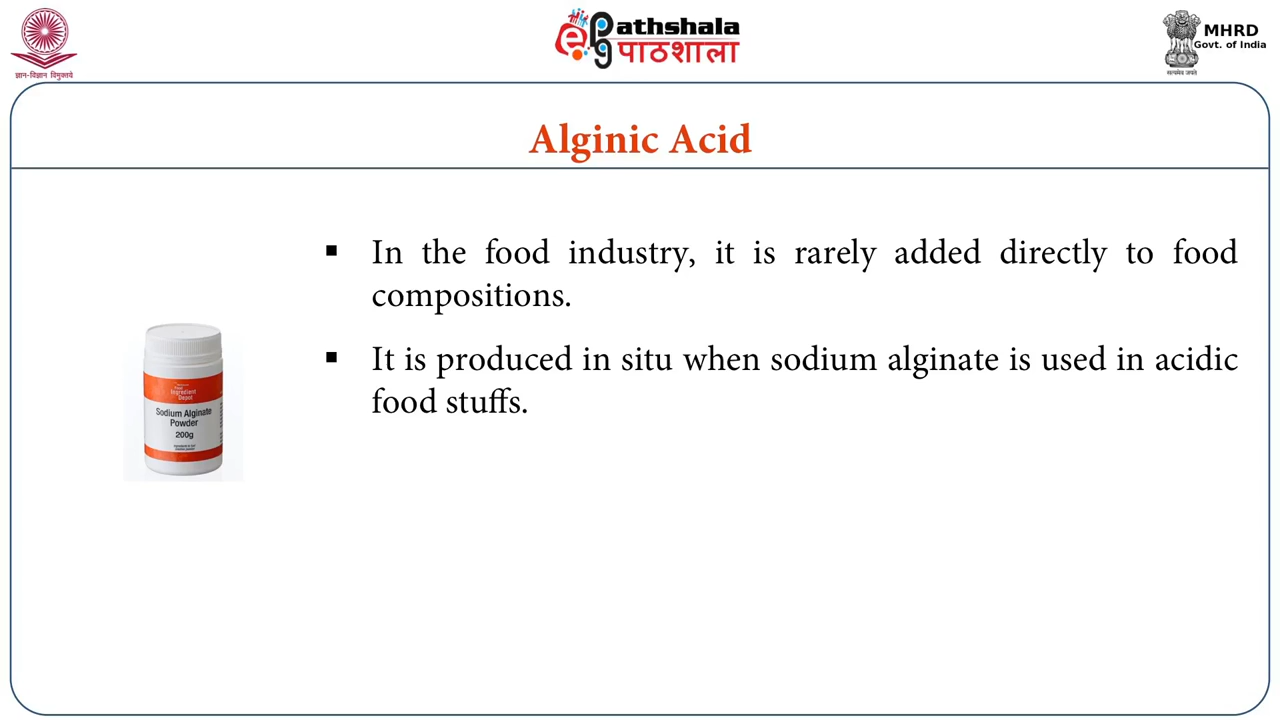 ज्ञान-विज्ञान विमुक्तये
epg Pathshala
पाठशाला
सत्यमेव जयते
MHRD
Govt. of India
Alginic Acid
▪ In the food industry, it is rarely added directly to food
compositions.
▪ It is produced in situ when sodium alginate is used in acidic
food stuffs.
Ingredient
Depot
Sodium Alginate
Powder
200g